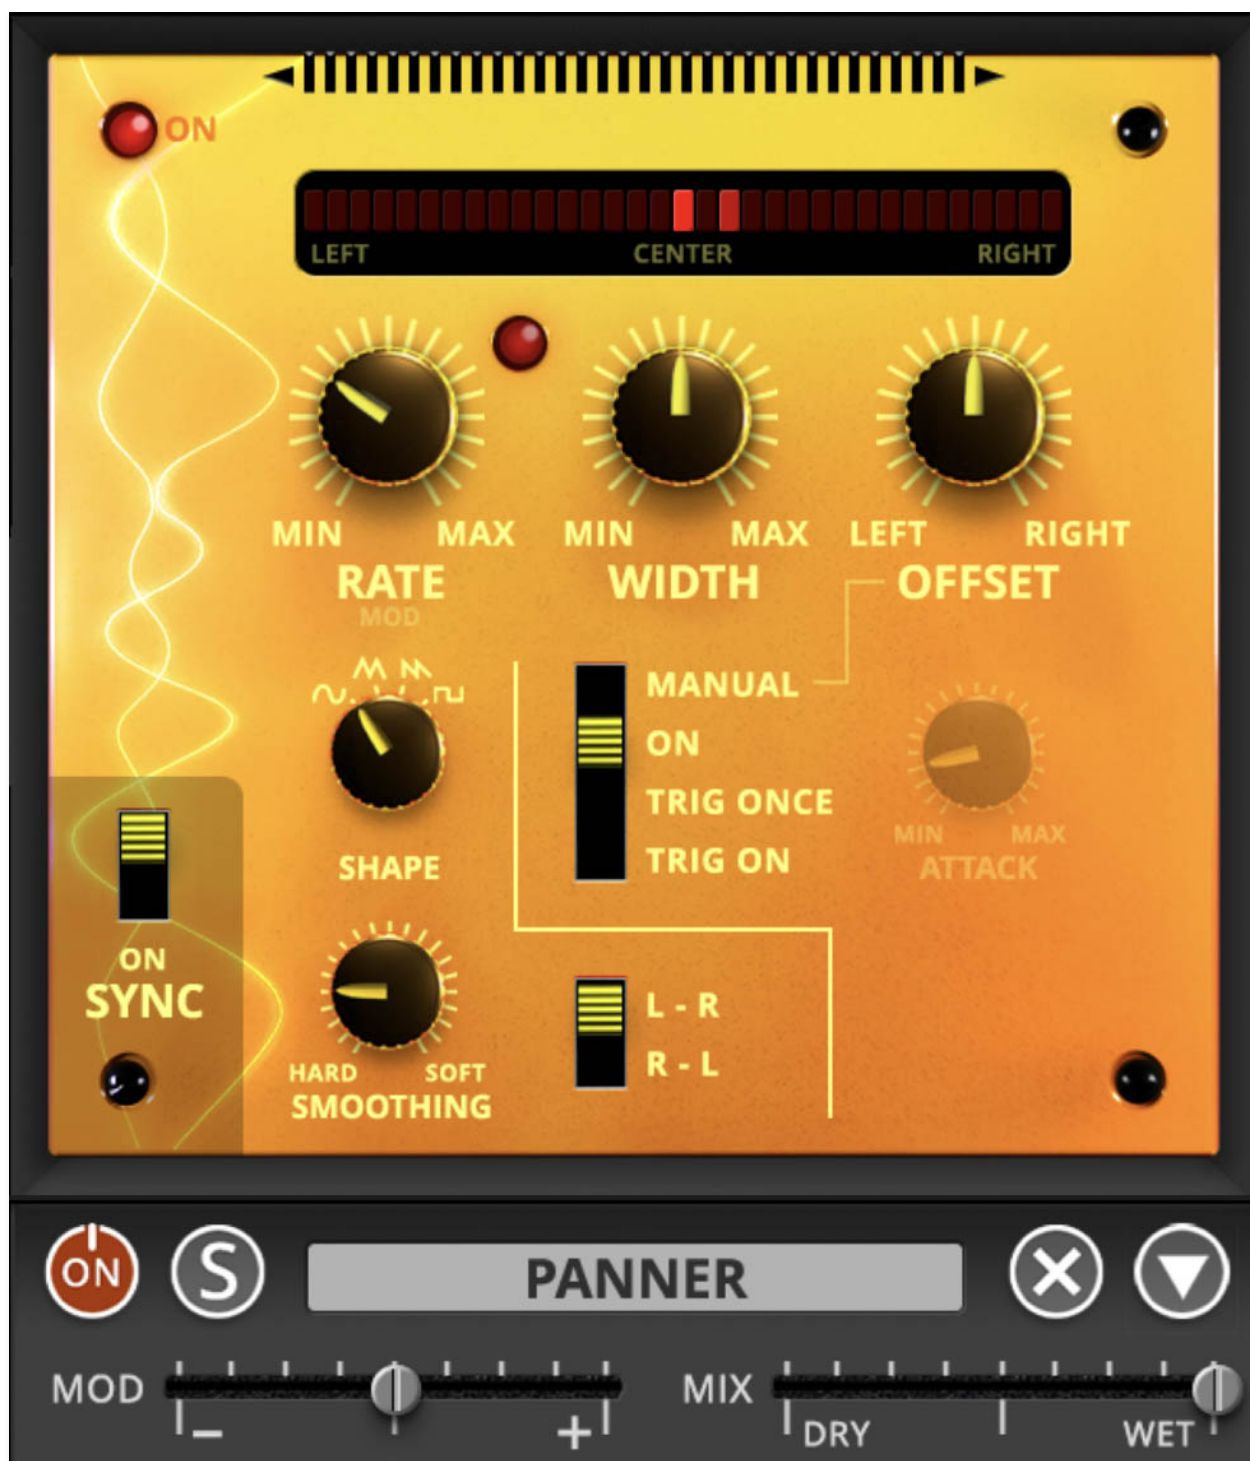 ON
LEFT CENTER RIGHT
MIN MAX MIN MAX LEFT RIGHT
RATE WIDTH OFFSET
MOD
MANUAL
ON
TRIG ONCE
TRIG ON
MIN MAX
ATTACK
SHAPE
ON
SYNC
L - R
R - L
HARD SOFT
SMOOTHING
ON S PANNER
MOD - + MIX DRY WET